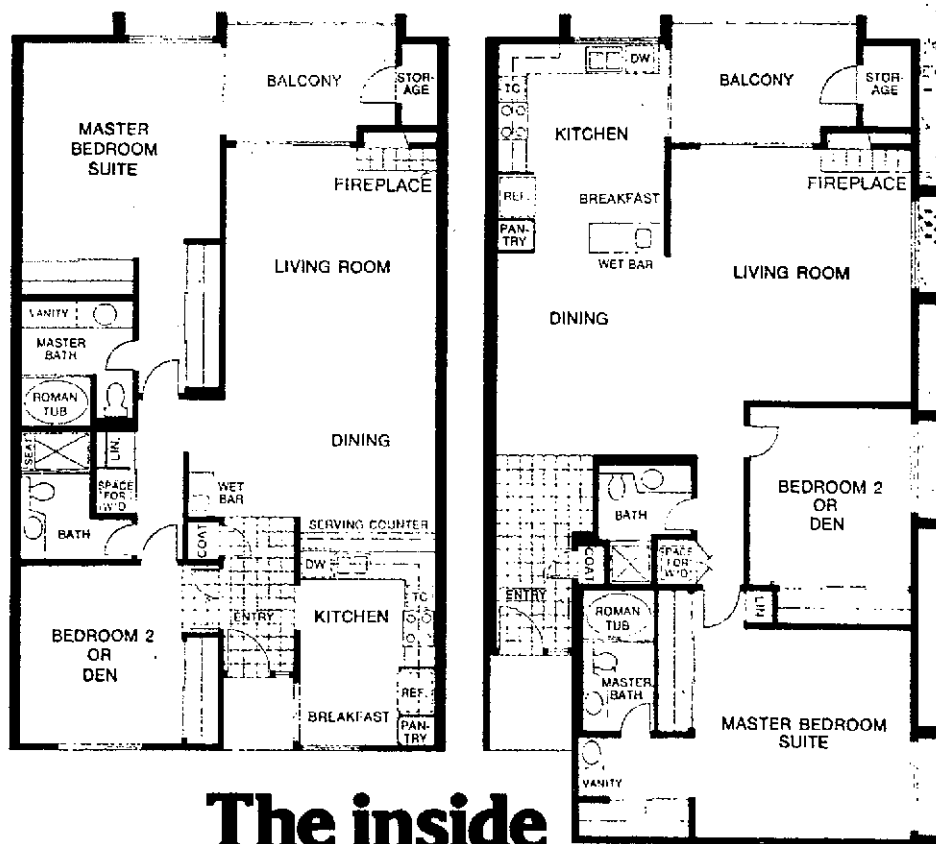 BALCONY
STOR-
AGE
MASTER
BEDROOM
SUITE
FIREPLACE
LIVING ROOM
VANITY
MASTER
BATH
ROMAN
TUB
DINING
SEAT
LIN.
SPACE
FOR
W/D
WET
BAR
BATH
COAT
SERVING COUNTER
DW
TC
KITCHEN
ENTRY
BEDROOM 2
OR
DEN
REF.
BREAKFAST
PAN-
TRY
DW
BALCONY
STOR-
AGE
TC
KITCHEN
FIREPLACE
REF.
BREAKFAST
PAN-
TRY
WET BAR
LIVING ROOM
DINING
BEDROOM 2
OR
DEN
BATH
COAT
SPACE
FOR
W/D
ENTRY
ROMAN
TUB
LIN
MASTER
BATH
MASTER BEDROOM
SUITE
VANITY
The inside